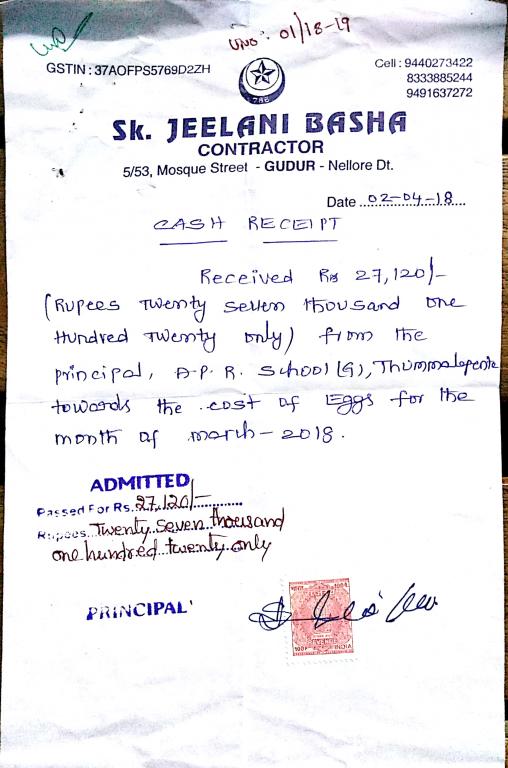 VNO: 01/18-19
GSTIN : 37AOFPS5769D2ZH
Cell : 9440273422
8333885244
9491637272
786
Sk. JEELANI BASHA
CONTRACTOR
5/53, Mosque Street - GUDUR - Nellore Dt.
Date 02-04-18
CASH RECEIPT
Received Rs 27,120/-
(Rupees Twenty seven thousand one
Hundred Twenty only) from the
principal, A.P.R. School (G), Thummalapenta
towards the cost of Eggs for the
month of march-2018.
ADMITTED
Passed For Rs. 27,120/-
Rupees Twenty seven thousand
one hundred twenty only
PRINCIPAL
REVENUE
INDIA